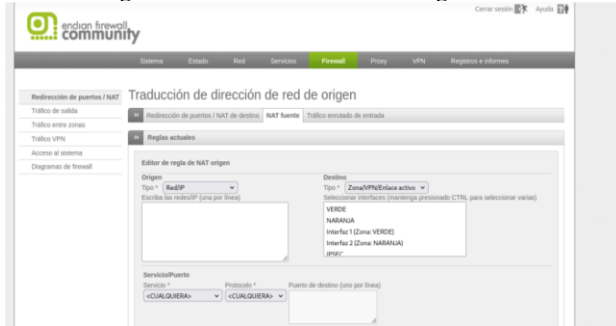 Cerrar sesión Ayuda
endian firewall
community
Sistema Estado Red Servicios Firewall Proxy VPN Registros e informes
Redirección de puertos / NAT
Tráfico de salida
Tráfico entre zonas
Tráfico VPN
Acceso al sistema
Diagramas de firewall
Traducción de dirección de red de origen
Redirección de puertos / NAT de destino NAT fuente Tráfico enrutado de entrada
Reglas actuales
Editor de regla de NAT origen
Origen Destino
Tipo * Red/IP Tipo * Zona/VPN/Enlace activo
Escriba las redes/IP (una por línea) Seleccionar interfaces (mantenga presionado CTRL para seleccionar varias)
VERDE
NARANJA
Interfaz 1 (Zona: VERDE)
Interfaz 2 (Zona: NARANJA)
IPSEC
Servicio/Puerto
Servicio * Protocolo * Puerto de destino (uno por línea)
<CUALQUIERA> <CUALQUIERA>